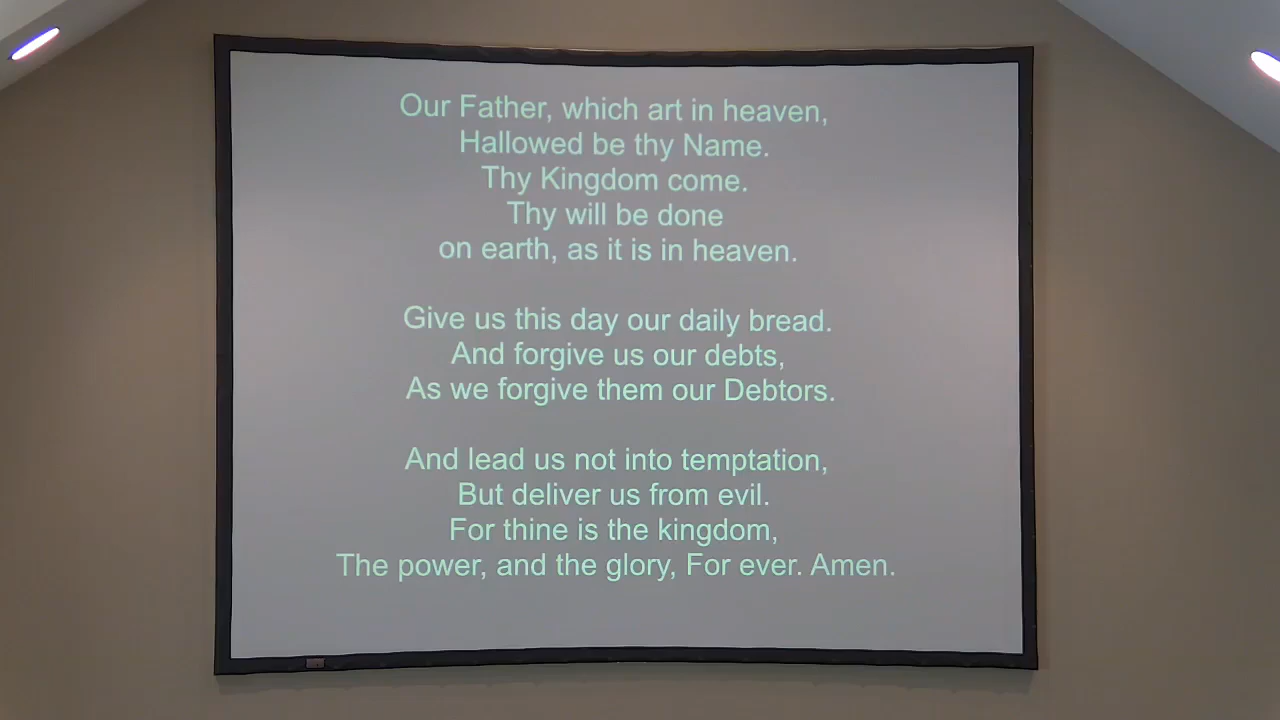 Our Father, which art in heaven,
Hallowed be thy Name.
Thy Kingdom come.
Thy will be done
on earth, as it is in heaven.
Give us this day our daily bread.
And forgive us our debts,
As we forgive them our Debtors.
And lead us not into temptation,
But deliver us from evil.
For thine is the kingdom,
The power, and the glory, For ever. Amen.